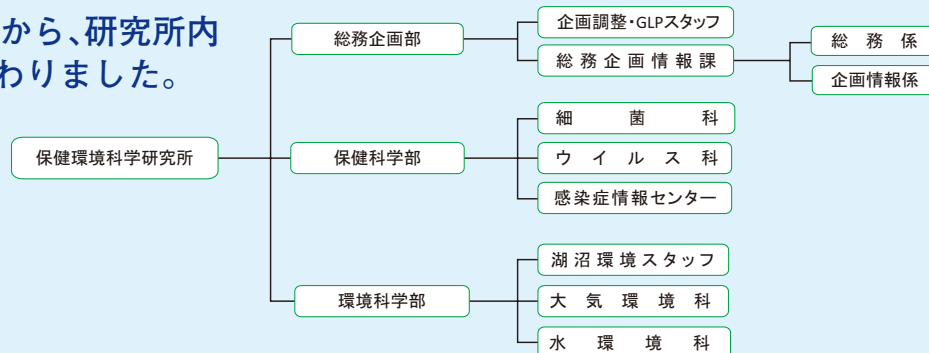 から、研究所内
わりました。
保健環境科学研究所
総務企画部
企画調整・GLPスタッフ
総務企画情報課
総務係
企画情報係
保健科学部
細菌科
ウイルス科
感染症情報センター
環境科学部
湖沼環境スタッフ
大気環境科
水環境科